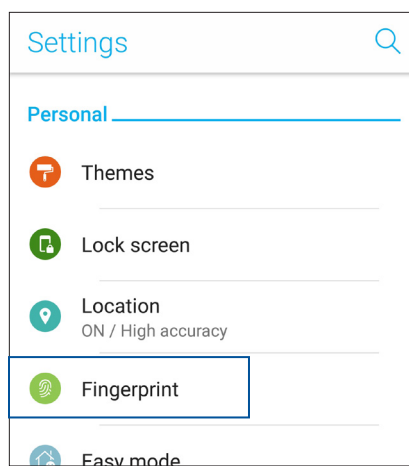 Settings
Personal
Themes
Lock screen
Location
ON / High accuracy
Fingerprint
Easy mode